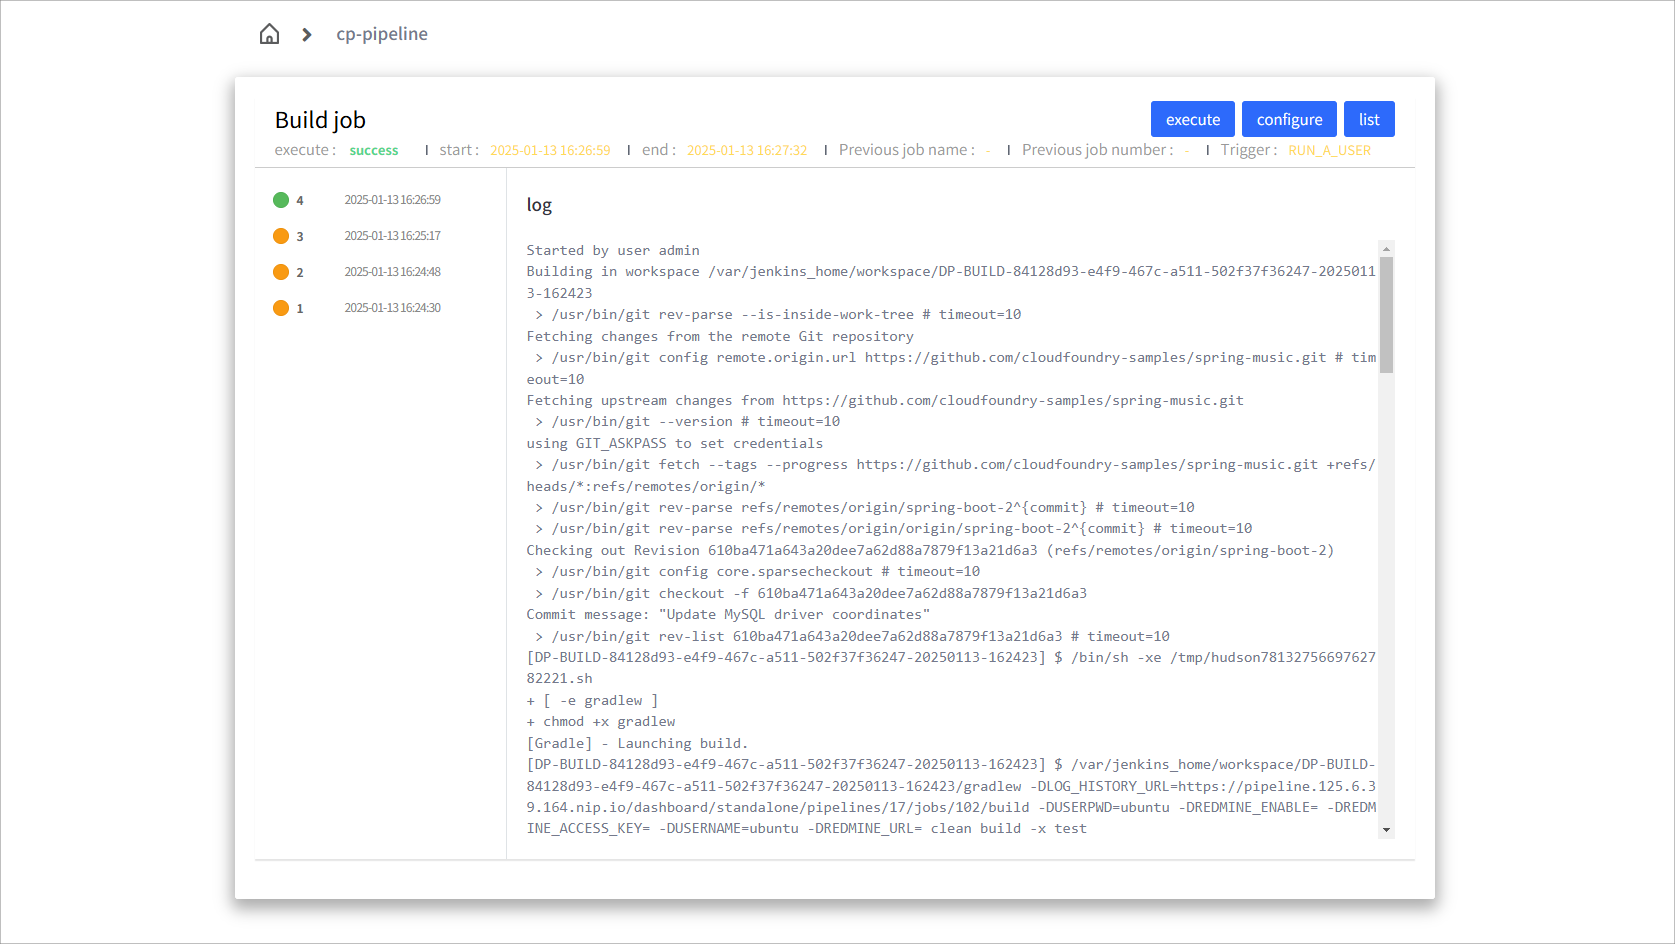 cp-pipeline
Build job
execute configure list
execute : success | start : 2025-01-13 16:26:59 | end : 2025-01-13 16:27:32 | Previous job name : - | Previous job number : - | Trigger : RUN_A_USER
4 2025-01-13 16:26:59
3 2025-01-13 16:25:17
2 2025-01-13 16:24:48
1 2025-01-13 16:24:30
log
Started by user admin
Building in workspace /var/jenkins_home/workspace/DP-BUILD-84128d93-e4f9-467c-a511-502f37f36247-2025011
3-162423
> /usr/bin/git rev-parse --is-inside-work-tree # timeout=10
Fetching changes from the remote Git repository
> /usr/bin/git config remote.origin.url https://github.com/cloudfoundry-samples/spring-music.git # tim
eout=10
Fetching upstream changes from https://github.com/cloudfoundry-samples/spring-music.git
> /usr/bin/git --version # timeout=10
using GIT_ASKPASS to set credentials
> /usr/bin/git fetch --tags --progress https://github.com/cloudfoundry-samples/spring-music.git +refs/
heads/*:refs/remotes/origin/*
> /usr/bin/git rev-parse refs/remotes/origin/spring-boot-2^{commit} # timeout=10
> /usr/bin/git rev-parse refs/remotes/origin/origin/spring-boot-2^{commit} # timeout=10
Checking out Revision 610ba471a643a20dee7a62d88a7879f13a21d6a3 (refs/remotes/origin/spring-boot-2)
> /usr/bin/git config core.sparsecheckout # timeout=10
> /usr/bin/git checkout -f 610ba471a643a20dee7a62d88a7879f13a21d6a3
Commit message: "Update MySQL driver coordinates"
> /usr/bin/git rev-list 610ba471a643a20dee7a62d88a7879f13a21d6a3 # timeout=10
[DP-BUILD-84128d93-e4f9-467c-a511-502f37f36247-20250113-162423] $ /bin/sh -xe /tmp/hudson78132756697627
82221.sh
+ [ -e gradlew ]
+ chmod +x gradlew
[Gradle] - Launching build.
[DP-BUILD-84128d93-e4f9-467c-a511-502f37f36247-20250113-162423] $ /var/jenkins_home/workspace/DP-BUILD-
84128d93-e4f9-467c-a511-502f37f36247-20250113-162423/gradlew -DLOG_HISTORY_URL=https://pipeline.125.6.3
9.164.nip.io/dashboard/standalone/pipelines/17/jobs/102/build -DUSERPWD=ubuntu -DREDMINE_ENABLE= -DREDM
INE_ACCESS_KEY= -DUSERNAME=ubuntu -DREDMINE_URL= clean build -x test